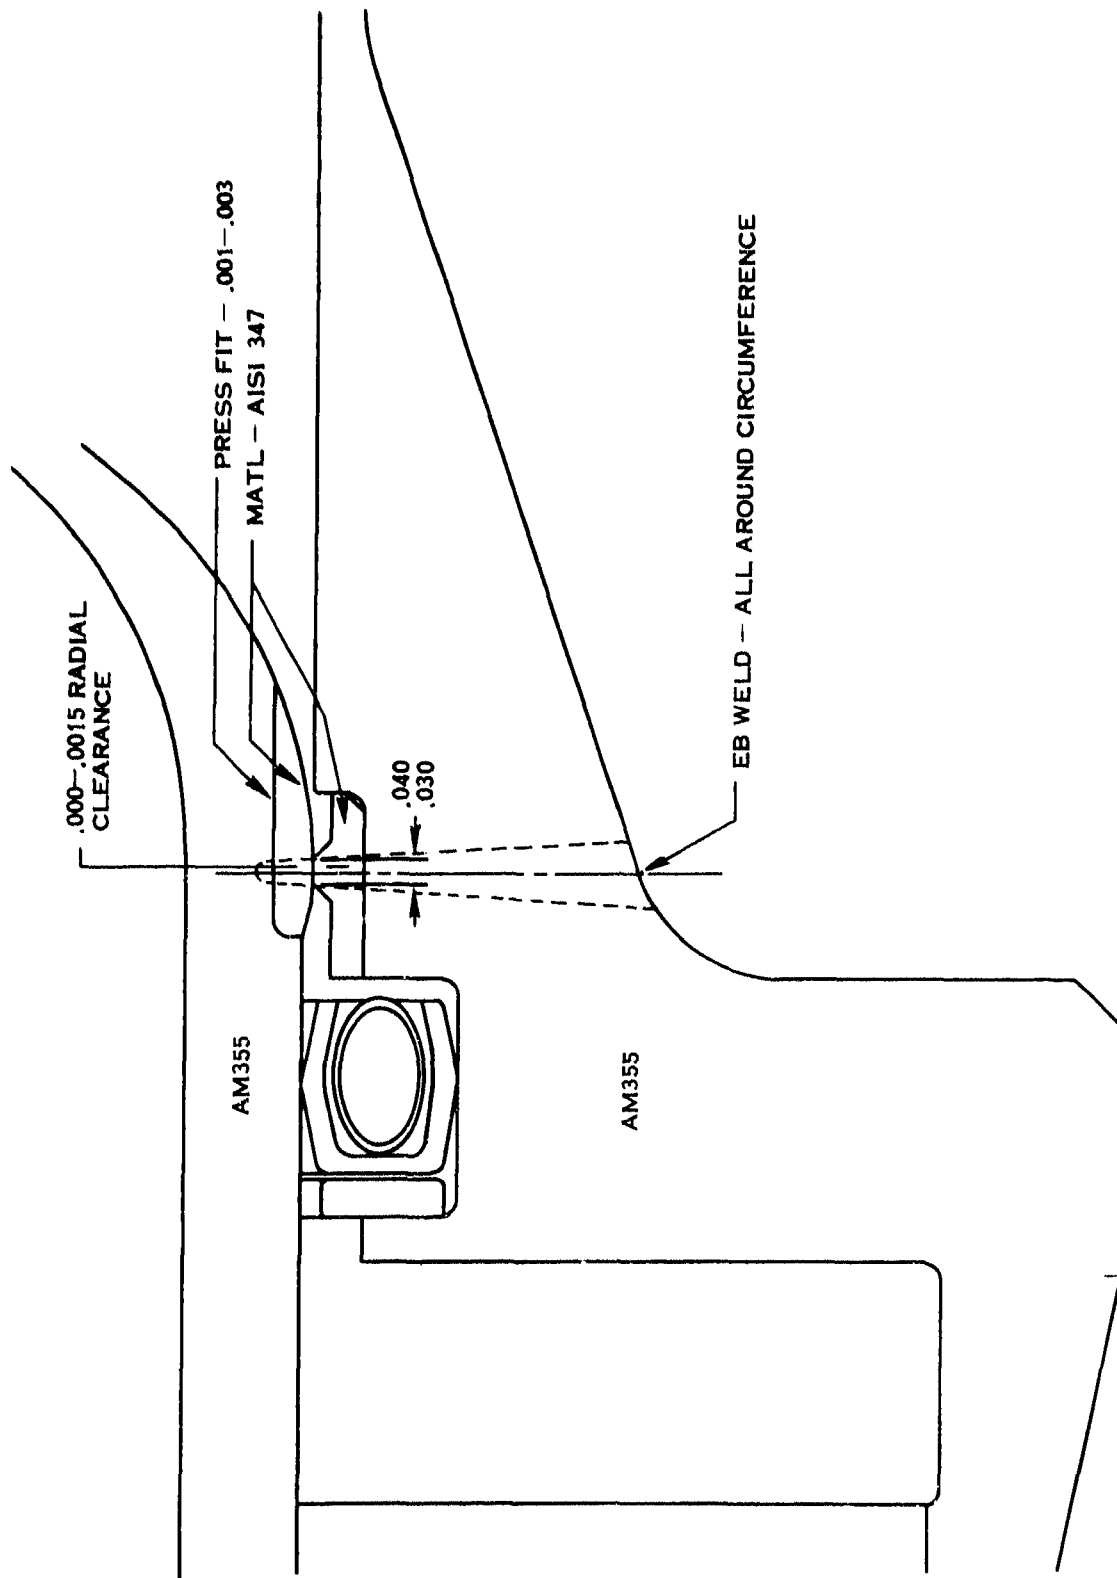 .000–.0015 RADIAL
CLEARANCE
PRESS FIT – .001–.003
MATL – AISI 347
.040
.030
EB WELD – ALL AROUND CIRCUMFERENCE
AM355
AM355